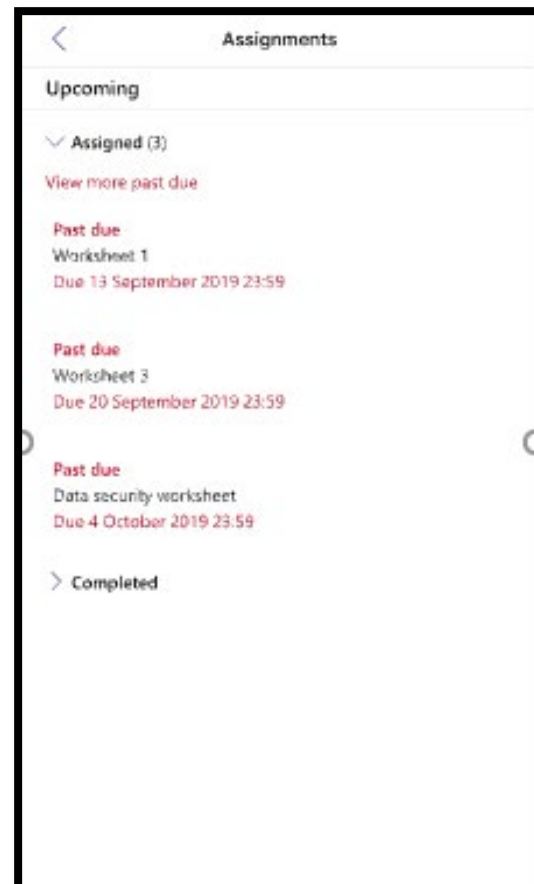 Assignments
Upcoming
Assigned (3)
View more past due
Past due
Worksheet 1
Due 13 September 2019 23:59
Past due
Worksheet 3
Due 20 September 2019 23:59
Past due
Data security worksheet
Due 4 October 2019 23:59
Completed